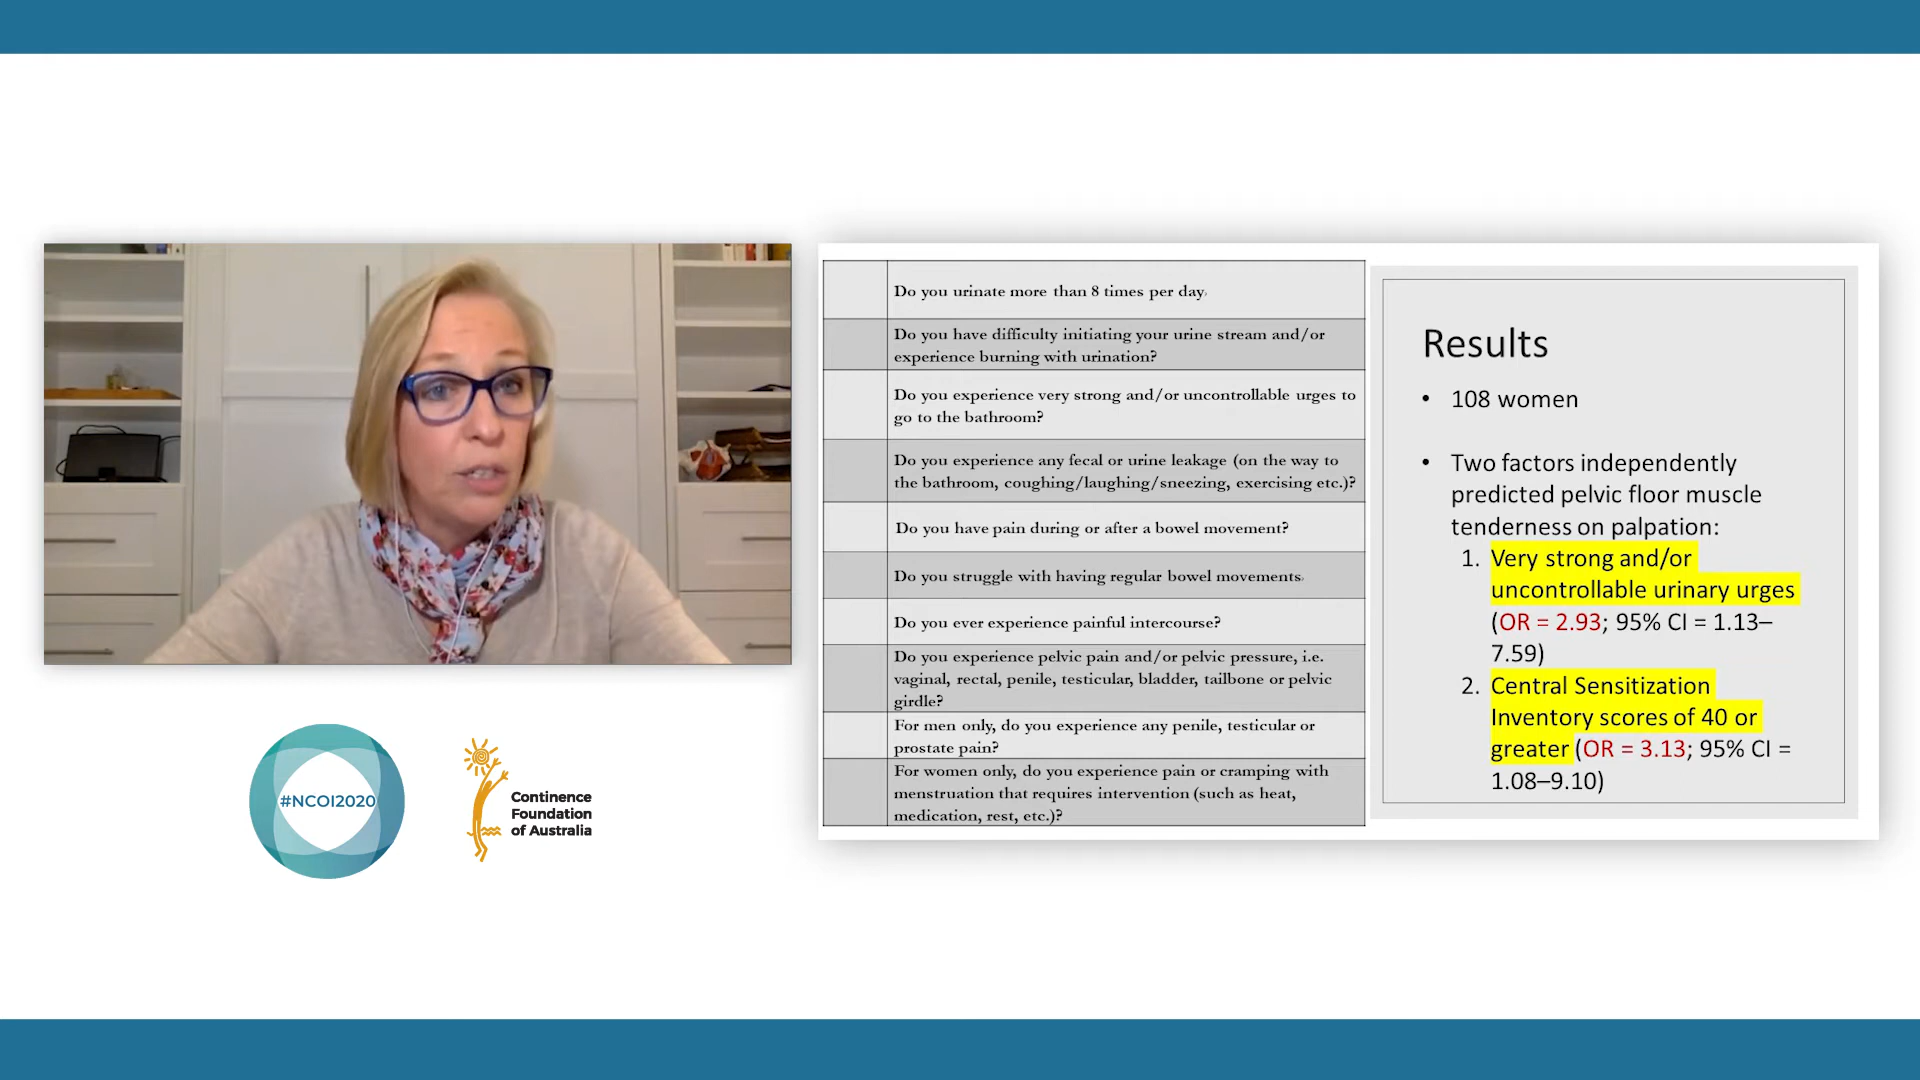 #NCOI2020
Continence
Foundation
of Australia
Do you urinate more than 8 times per day
Do you have difficulty initiating your urine stream and/or
experience burning with urination?
Do you experience very strong and/or uncontrollable urges to
go to the bathroom?
Do you experience any fecal or urine leakage (on the way to
the bathroom, coughing/laughing/sneezing, exercising etc.)?
Do you have pain during or after a bowel movement?
Do you struggle with having regular bowel movements
Do you ever experience painful intercourse?
Do you experience pelvic pain and/or pelvic pressure, i.e.
vaginal, rectal, penile, testicular, bladder, tailbone or pelvic
girdle?
For men only, do you experience any penile, testicular or
prostate pain?
For women only, do you experience pain or cramping with
menstruation that requires intervention (such as heat,
medication, rest, etc.)?
Results
• 108 women
• Two factors independently
predicted pelvic floor muscle
tenderness on palpation:
1. Very strong and/or
uncontrollable urinary urges
(OR = 2.93; 95% CI = 1.13–
7.59)
2. Central Sensitization
Inventory scores of 40 or
greater (OR = 3.13; 95% CI =
1.08–9.10)